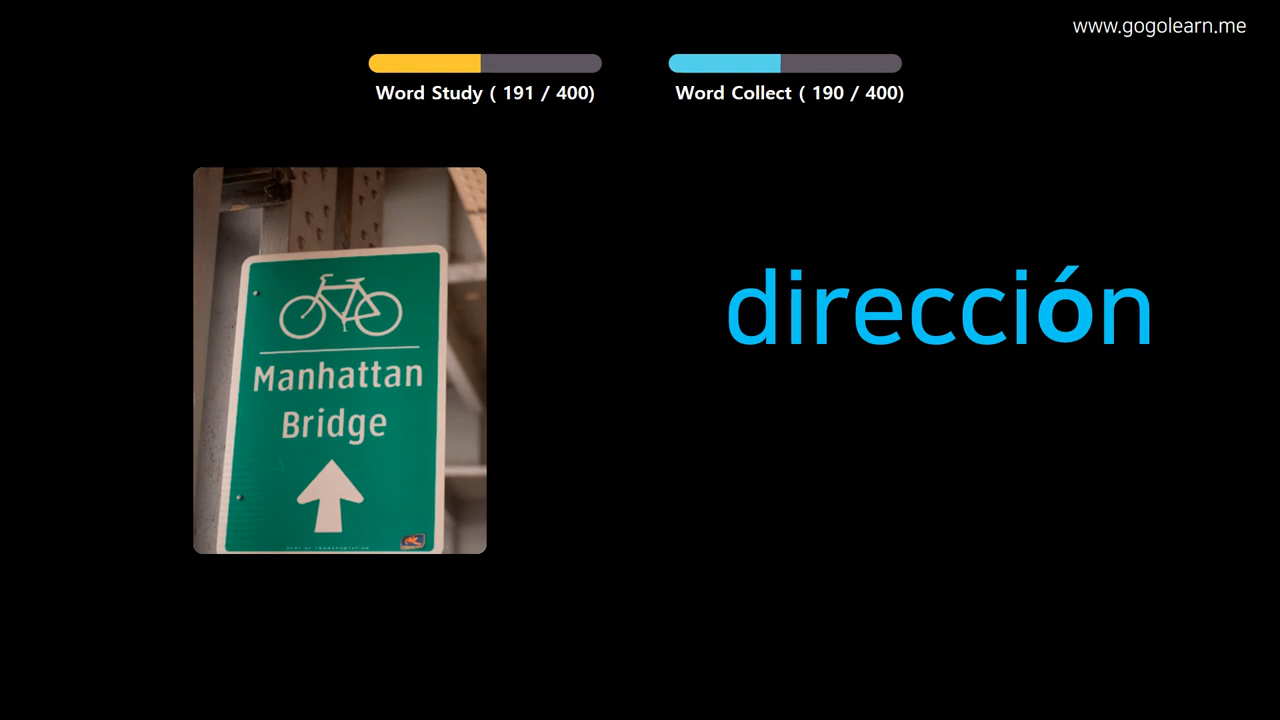 www.gogolearn.me
Word Study ( 191 / 400)
Word Collect ( 190 / 400)
dirección
Manhattan
Bridge